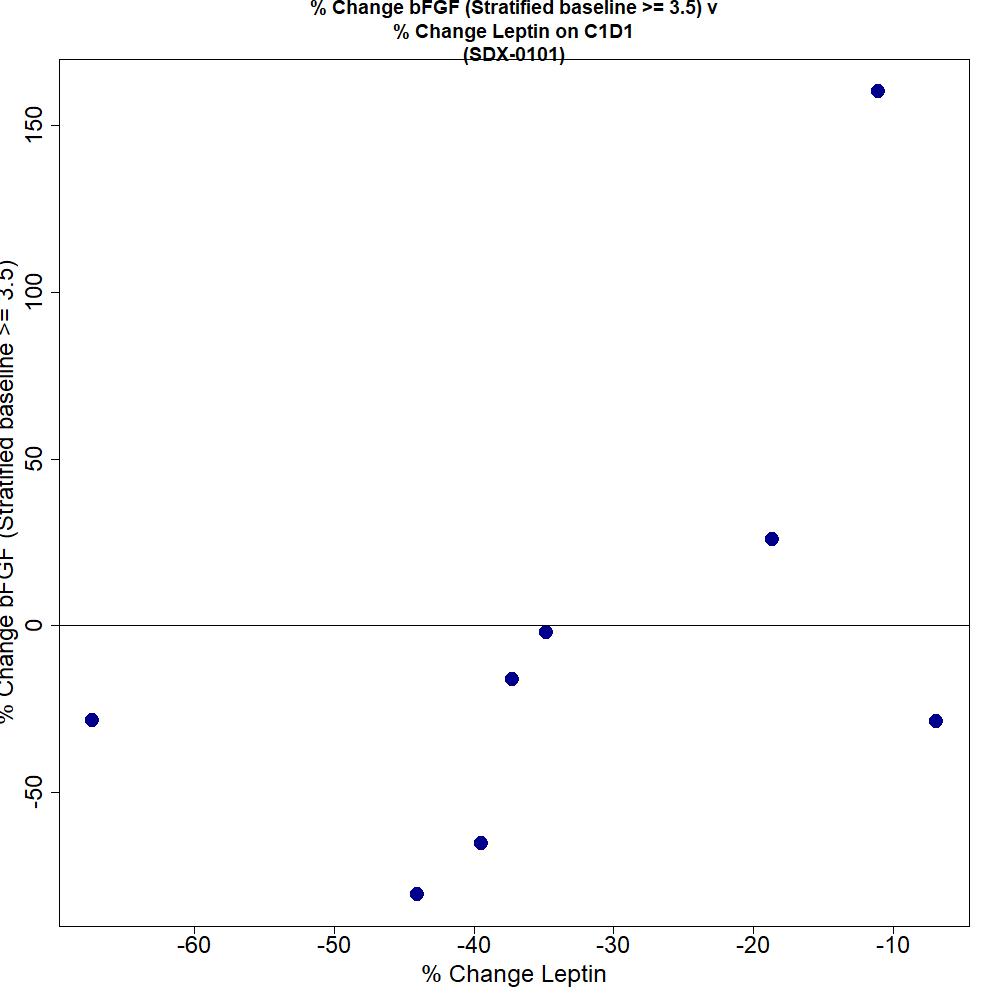 % Change bFGF (Stratified baseline >= 3.5) v
% Change Leptin on C1D1
(SDX-0101)
% Change bFGF (Stratified baseline >= 3.5)
150
100
50
0
-50
-60 -50 -40 -30 -20 -10
% Change Leptin